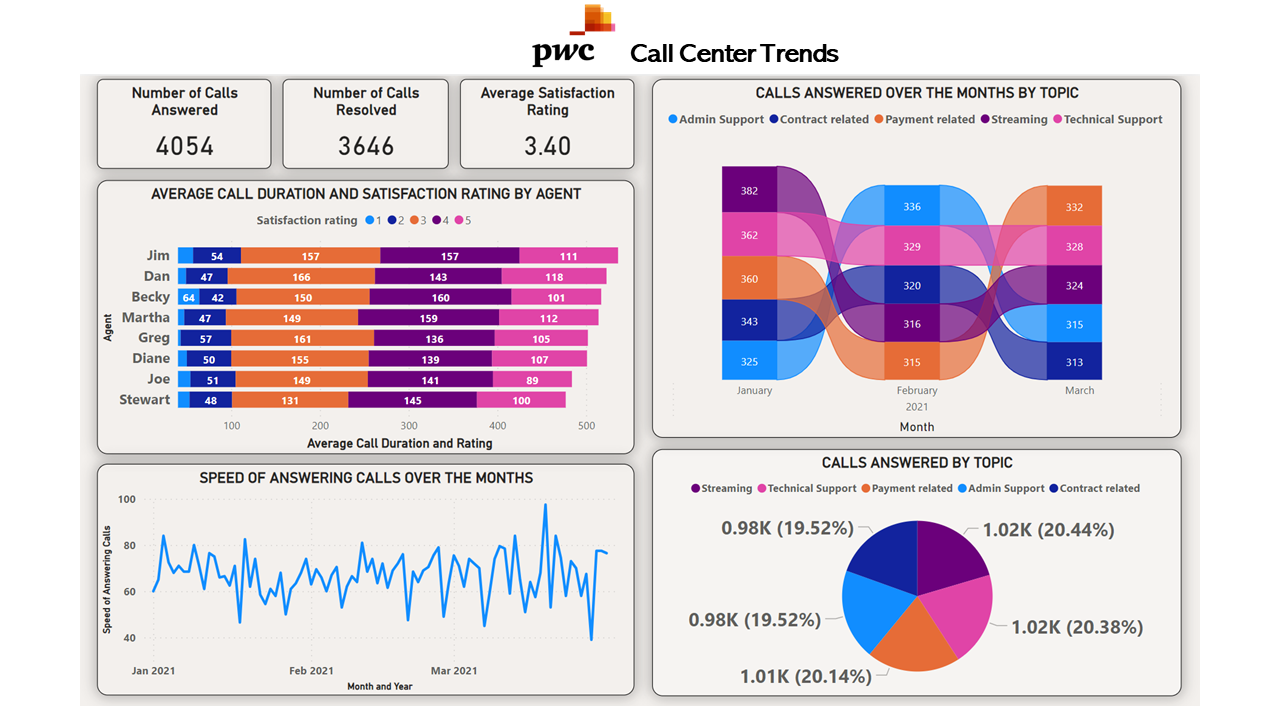 pwc
Call Center Trends
Number of Calls
Answered
4054
Number of Calls
Resolved
3646
Average Satisfaction
Rating
3.40
AVERAGE CALL DURATION AND SATISFACTION RATING BY AGENT
Satisfaction rating 1 2 3 4 5
Agent
Jim 54 157 157 111
Dan 47 166 143 118
Becky 64 42 150 160 101
Martha 47 149 159 112
Greg 57 161 136 105
Diane 50 155 139 107
Joe 51 149 141 89
Stewart 48 131 145 100
100 200 300 400 500
Average Call Duration and Rating
SPEED OF ANSWERING CALLS OVER THE MONTHS
Speed of Answering Calls
100
80
60
40
Jan 2021 Feb 2021 Mar 2021
Month and Year
CALLS ANSWERED OVER THE MONTHS BY TOPIC
Admin Support Contract related Payment related Streaming Technical Support
382
362
360
343
325
336
329
320
316
315
332
328
324
315
313
January February March
2021
Month
CALLS ANSWERED BY TOPIC
Streaming Technical Support Payment related Admin Support Contract related
0.98K (19.52%)
1.02K (20.44%)
0.98K (19.52%)
1.02K (20.38%)
1.01K (20.14%)